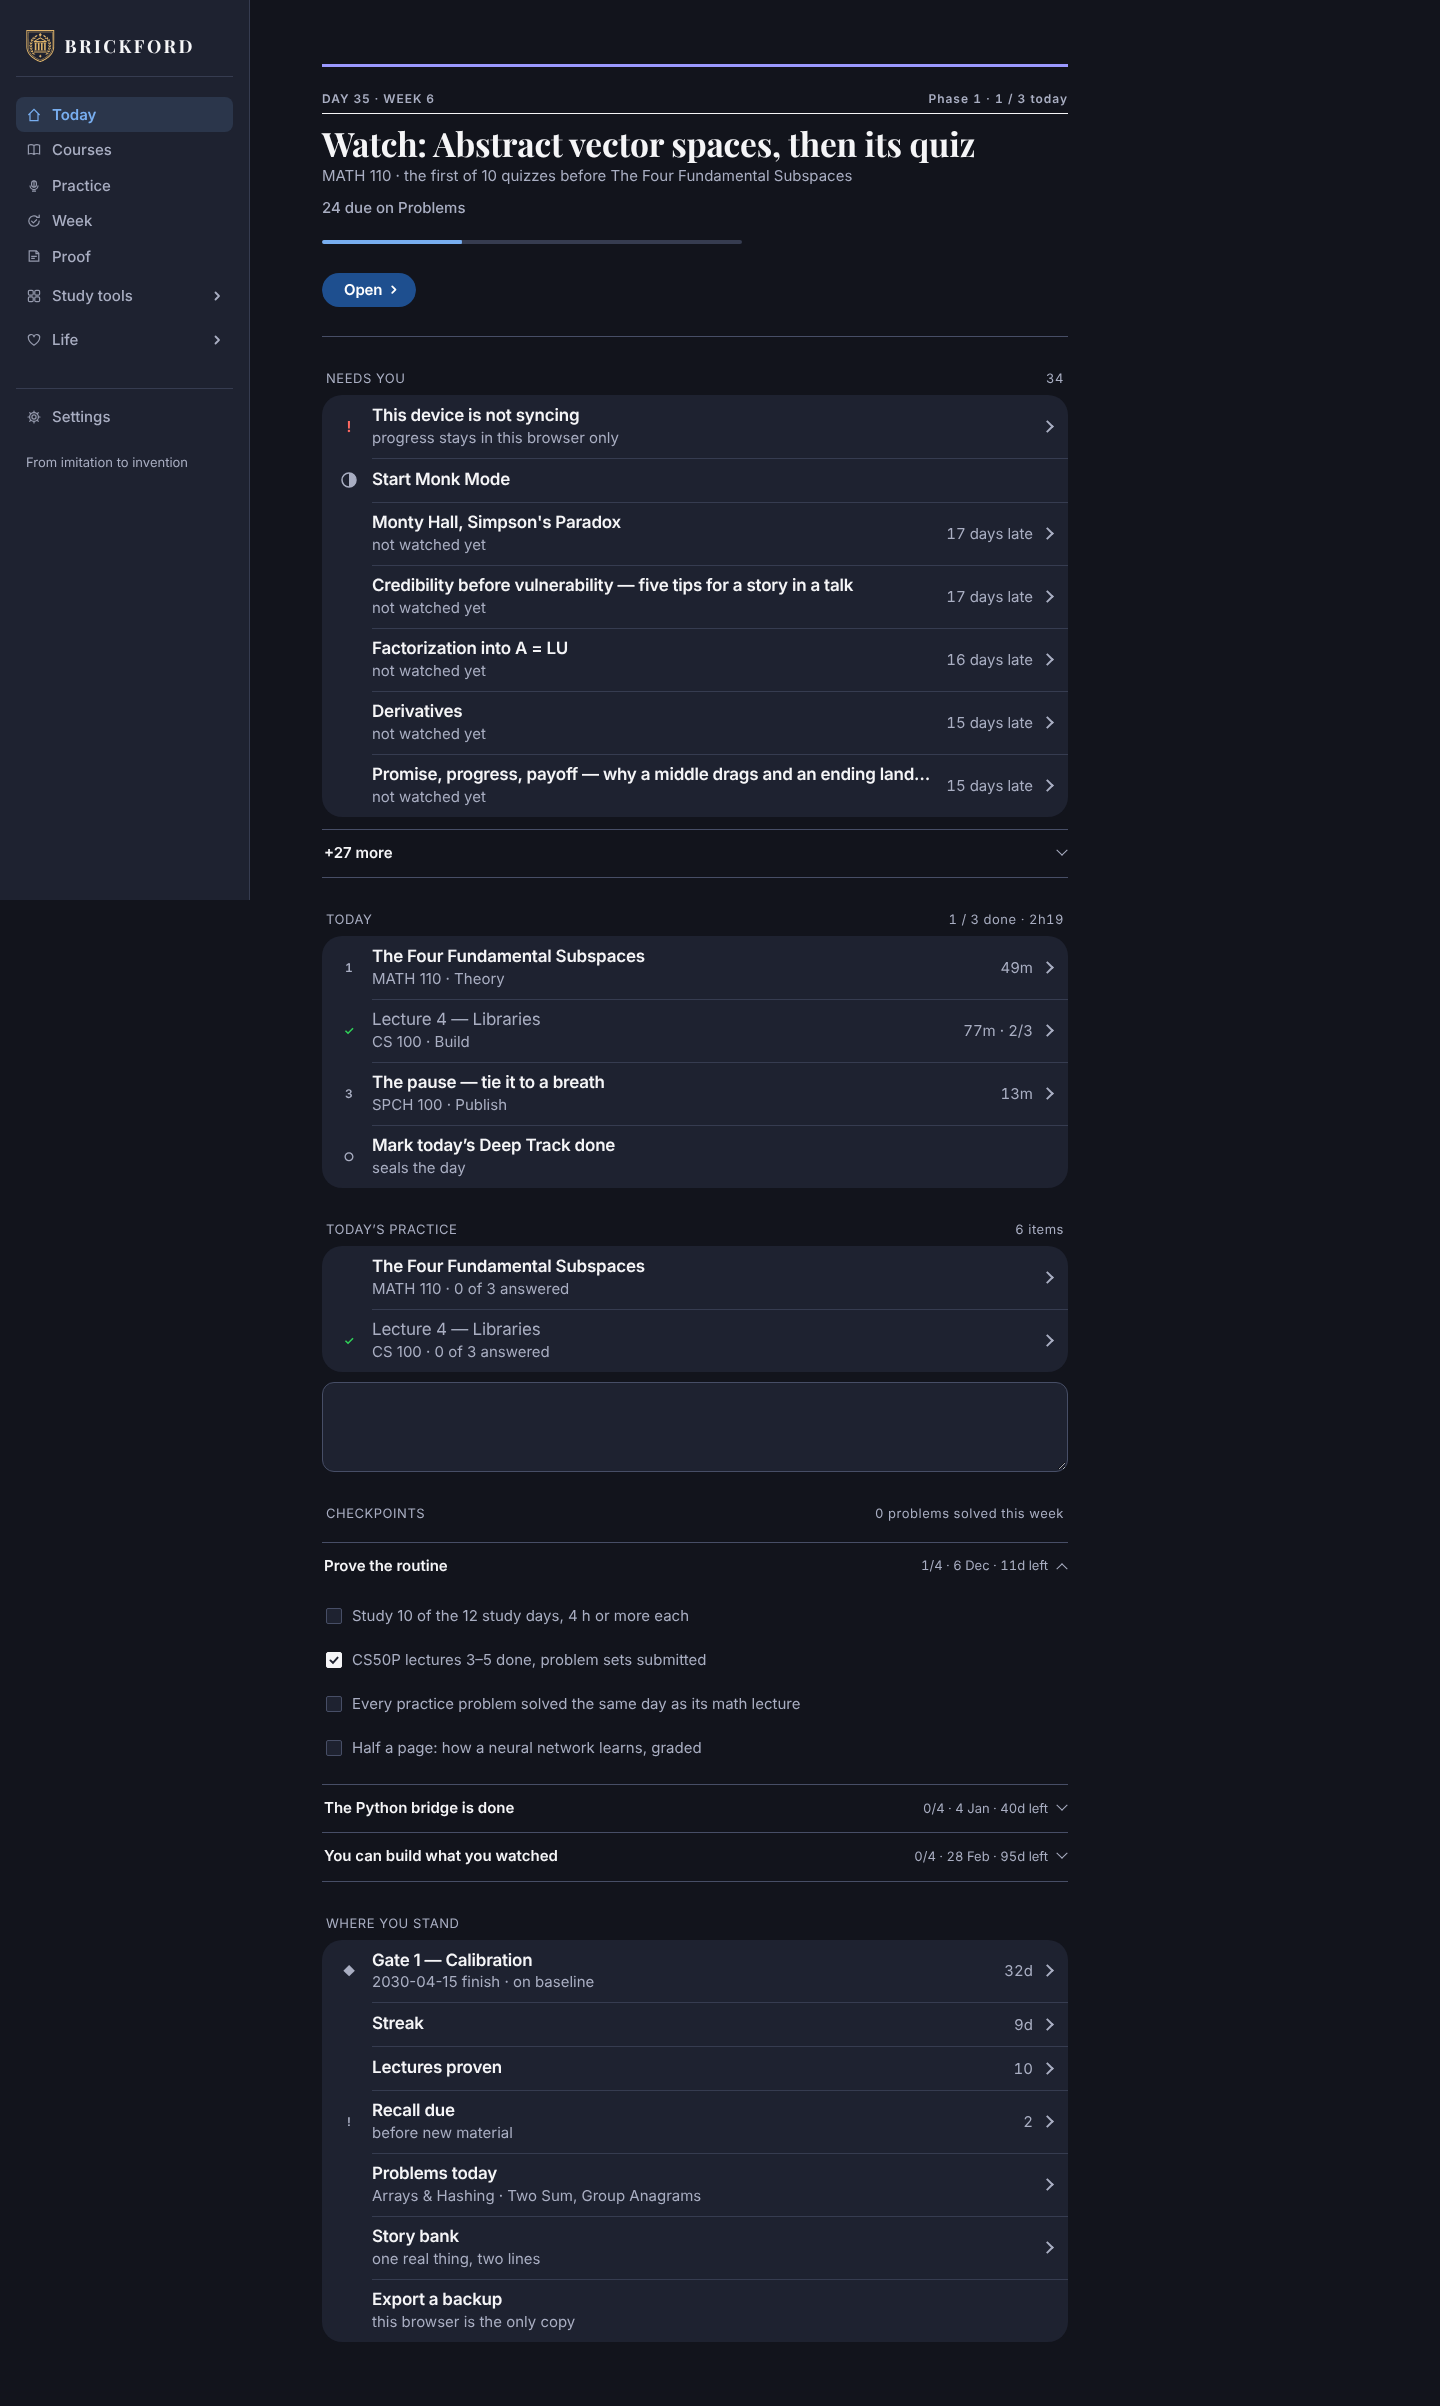 BRICKFORD
Today
Courses
Practice
Week
Proof
Study tools
Life
Settings
From imitation to invention
DAY 35 · WEEK 6
Phase 1 · 1 / 3 today
Watch: Abstract vector spaces, then its quiz
MATH 110 · the first of 10 quizzes before The Four Fundamental Subspaces
24 due on Problems
Open
NEEDS YOU
34
! This device is not syncing
progress stays in this browser only
Start Monk Mode
Monty Hall, Simpson's Paradox
not watched yet
17 days late
Credibility before vulnerability — five tips for a story in a talk
not watched yet
17 days late
Factorization into A = LU
not watched yet
16 days late
Derivatives
not watched yet
15 days late
Promise, progress, payoff — why a middle drags and an ending land...
not watched yet
15 days late
+27 more
TODAY
1 / 3 done · 2h19
1 The Four Fundamental Subspaces
MATH 110 · Theory
49m
Lecture 4 — Libraries
CS 100 · Build
77m · 2/3
3 The pause — tie it to a breath
SPCH 100 · Publish
13m
Mark today’s Deep Track done
seals the day
TODAY’S PRACTICE
6 items
The Four Fundamental Subspaces
MATH 110 · 0 of 3 answered
Lecture 4 — Libraries
CS 100 · 0 of 3 answered
CHECKPOINTS
0 problems solved this week
Prove the routine
1/4 · 6 Dec · 11d left
Study 10 of the 12 study days, 4 h or more each
CS50P lectures 3–5 done, problem sets submitted
Every practice problem solved the same day as its math lecture
Half a page: how a neural network learns, graded
The Python bridge is done
0/4 · 4 Jan · 40d left
You can build what you watched
0/4 · 28 Feb · 95d left
WHERE YOU STAND
Gate 1 — Calibration
2030-04-15 finish · on baseline
32d
Streak
9d
Lectures proven
10
! Recall due
before new material
2
Problems today
Arrays & Hashing · Two Sum, Group Anagrams
Story bank
one real thing, two lines
Export a backup
this browser is the only copy